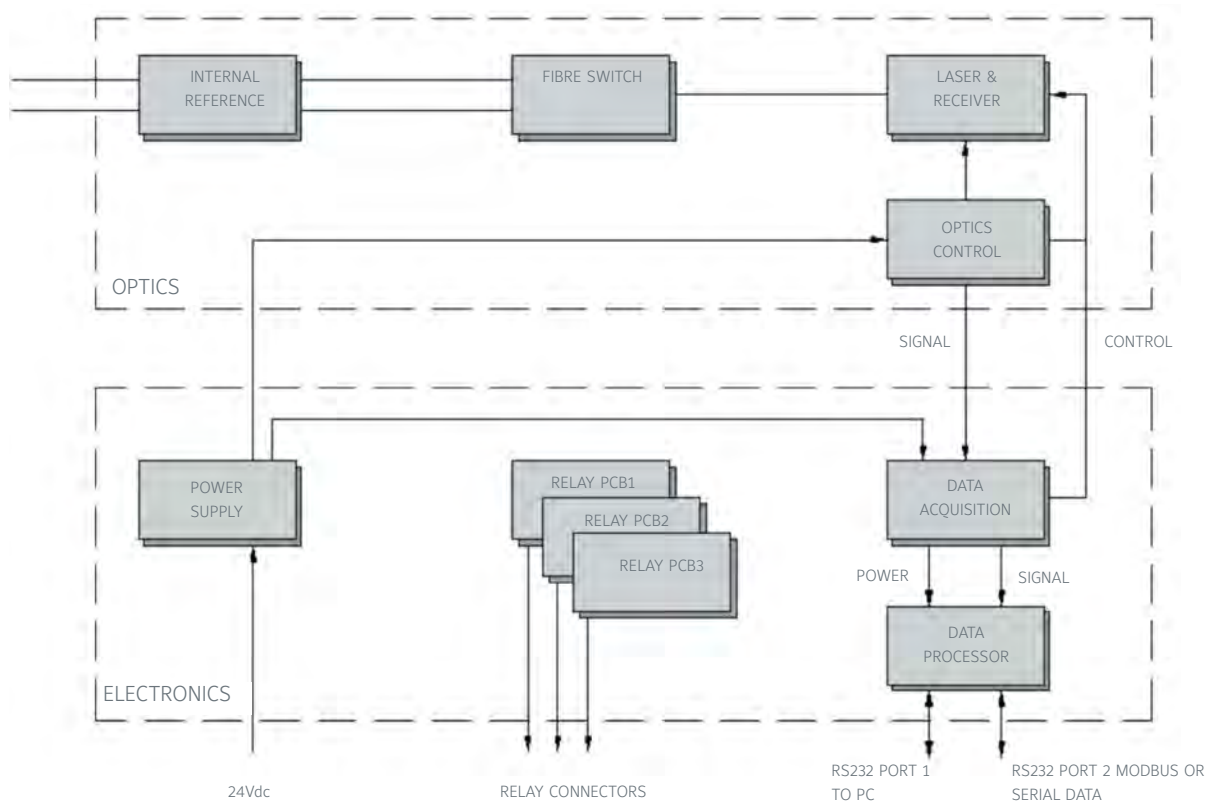 INTERNAL
REFERENCE
FIBRE SWITCH
LASER &
RECEIVER
OPTICS
CONTROL
OPTICS
SIGNAL
CONTROL
POWER
SUPPLY
RELAY PCB1
RELAY PCB2
RELAY PCB3
DATA
ACQUISITION
POWER
SIGNAL
DATA
PROCESSOR
ELECTRONICS
24Vdc
RELAY CONNECTORS
RS232 PORT 1
TO PC
RS232 PORT 2 MODBUS OR
SERIAL DATA